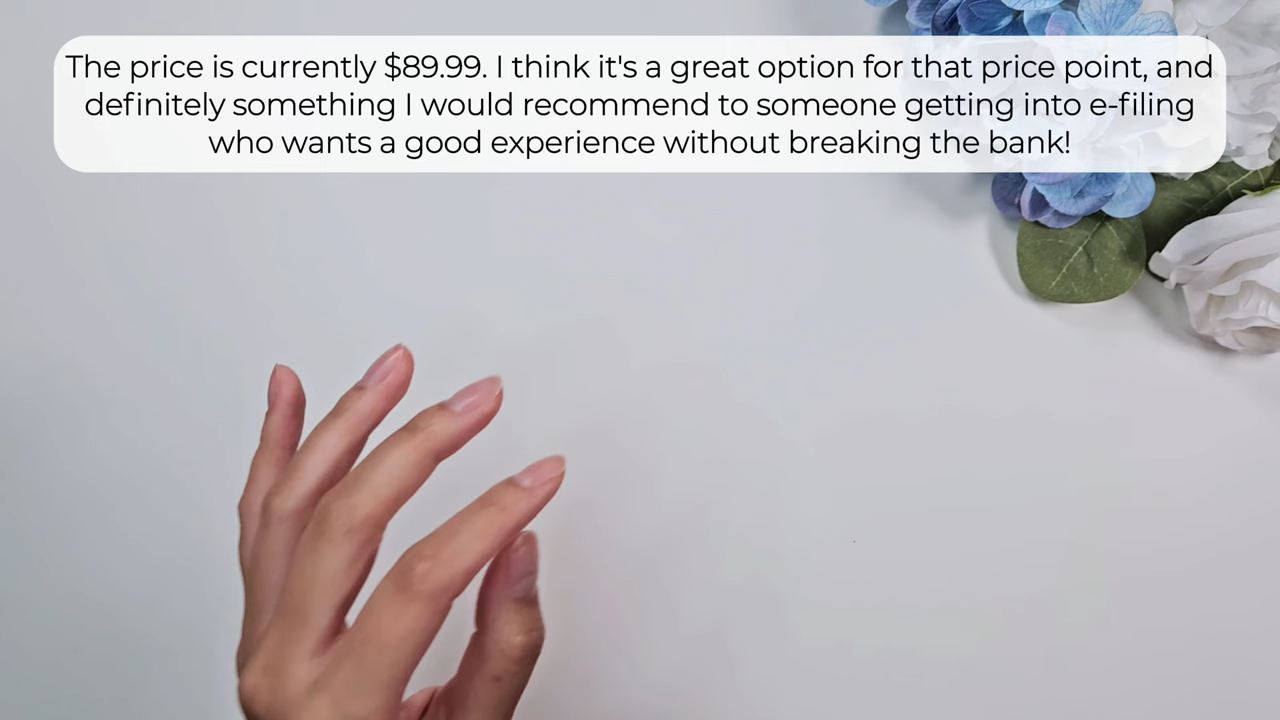 The price is currently $89.99. I think it's a great option for that price point, and
definitely something I would recommend to someone getting into e-filing
who wants a good experience without breaking the bank!